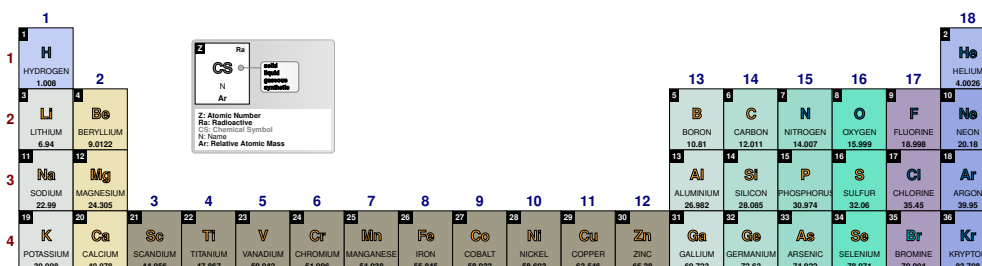 1
18
1
H
HYDROGEN
1.008
2
He
HELIUM
4.0026
Z
Ra
CS
N
Ar
solid
liquid
gaseous
synthetic
Z: Atomic Number
Ra: Radioactive
CS: Chemical Symbol
N: Name
Ar: Relative Atomic Mass
1
2
13
14
15
16
17
2
3
Li
LITHIUM
6.94
4
Be
BERYLLIUM
9.0122
5
B
BORON
10.81
6
C
CARBON
12.011
7
N
NITROGEN
14.007
8
O
OXYGEN
15.999
9
F
FLUORINE
18.998
10
Ne
NEON
20.18
3
11
Na
SODIUM
22.99
12
Mg
MAGNESIUM
24.305
13
Al
ALUMINIUM
26.982
14
Si
SILICON
28.085
15
P
PHOSPHORUS
30.974
16
S
SULFUR
32.06
17
Cl
CHLORINE
35.45
18
Ar
ARGON
39.95
3
4
5
6
7
8
9
10
11
12
4
19
K
POTASSIUM
20
Ca
CALCIUM
21
Sc
SCANDIUM
22
Ti
TITANIUM
23
V
VANADIUM
24
Cr
CHROMIUM
25
Mn
MANGANESE
26
Fe
IRON
27
Co
COBALT
28
Ni
NICKEL
29
Cu
COPPER
30
Zn
ZINC
31
Ga
GALLIUM
32
Ge
GERMANIUM
33
As
ARSENIC
34
Se
SELENIUM
35
Br
BROMINE
36
Kr
KRYPTON